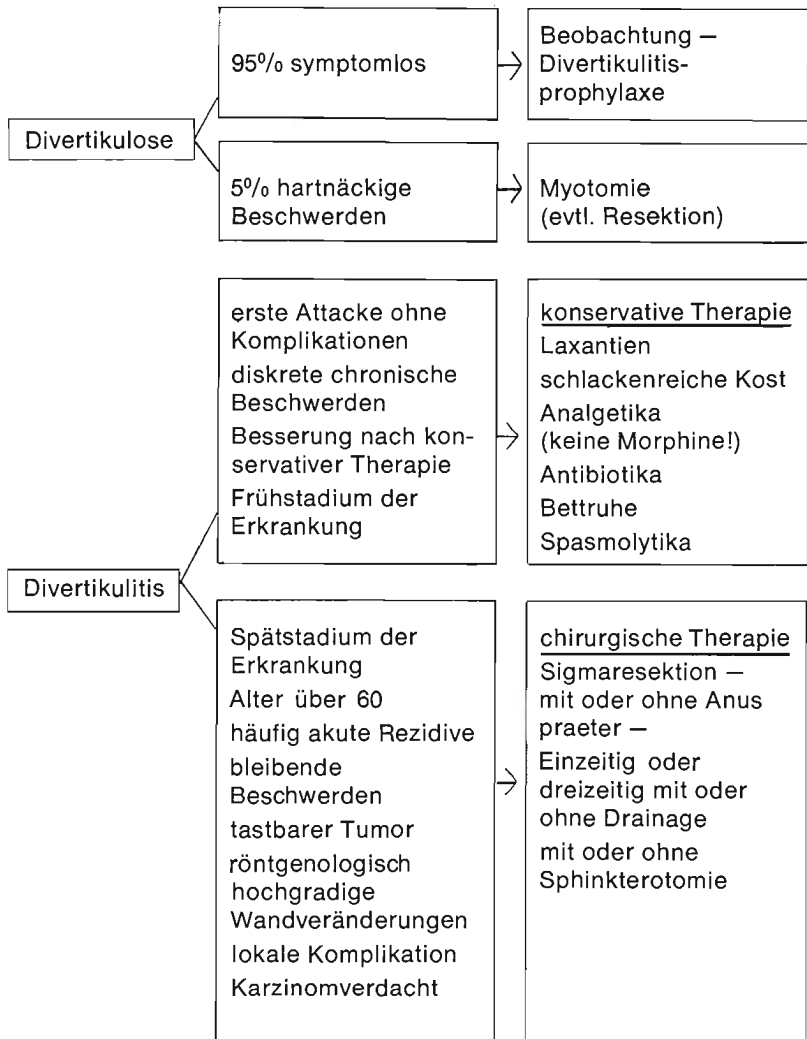 Divertikulose
95% symptomlos
Beobachtung —
Divertikulitis-
prophylaxe
5% hartnäckige
Beschwerden
Myotomie
(evtl. Resektion)
Divertikulitis
erste Attacke ohne
Komplikationen
diskrete chronische
Beschwerden
Besserung nach kon-
servativer Therapie
Frühstadium der
Erkrankung
konservative Therapie
Laxantien
schlackenreiche Kost
Analgetika
(keine Morphine!)
Antibiotika
Bettruhe
Spasmolytika
Spätstadium der
Erkrankung
Alter über 60
häufig akute Rezidive
bleibende
Beschwerden
tastbarer Tumor
röntgenologisch
hochgradige
Wandveränderungen
lokale Komplikation
Karzinomverdacht
chirurgische Therapie
Sigmaresektion —
mit oder ohne Anus
praeter —
Einzeitig oder
dreizeitig mit oder
ohne Drainage
mit oder ohne
Sphinkterotomie